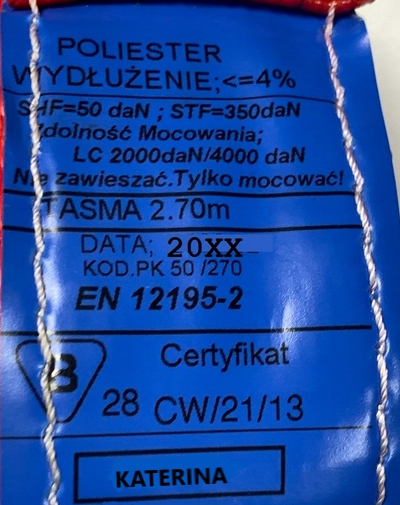 POLIESTER
WYDŁUŻENIE;<=4%
SHF=50 daN ; STF=350daN
Zdolność Mocowania;
LC 2000daN/4000 daN
Nie zawieszać.Tylko mocować!
TASMA 2.70m
DATA; 20XX
KOD.PK 50 /270
EN 12195-2
B
Certyfikat
28 CW/21/13
KATERINA